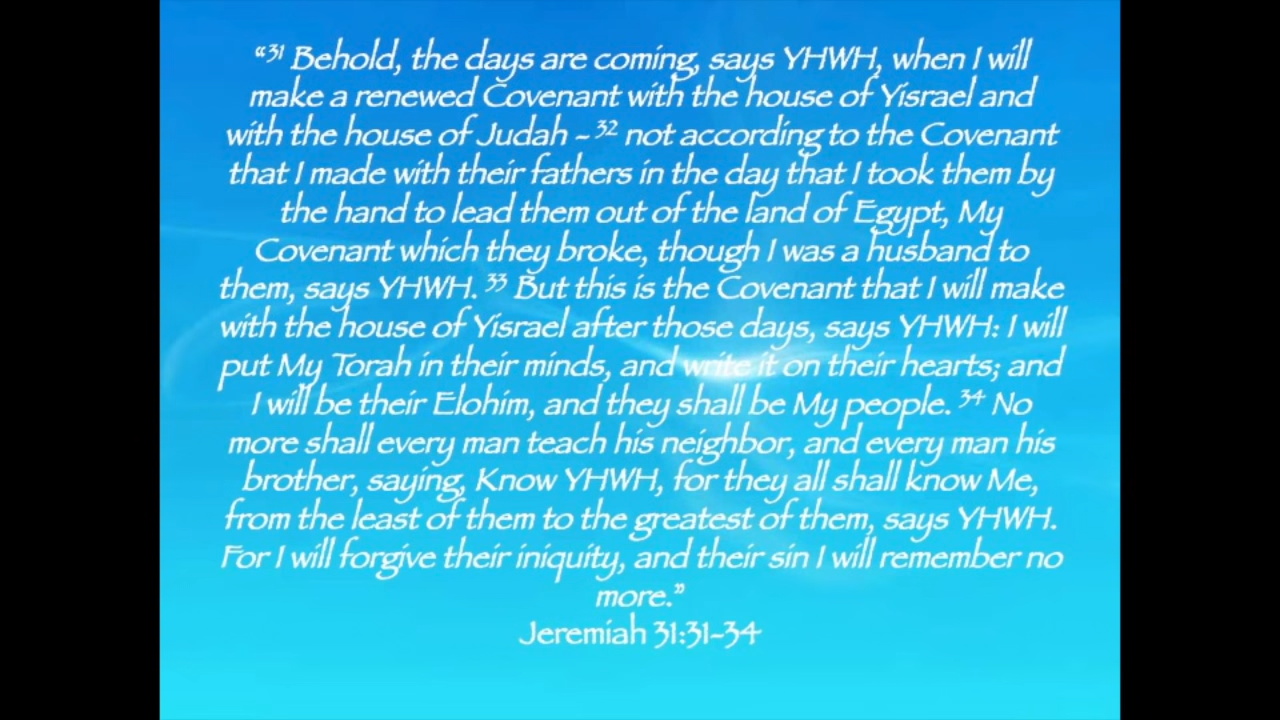 “31 Behold, the days are coming, says YHWH, when I will
make a renewed Covenant with the house of Yisrael and
with the house of Judah - 32 not according to the Covenant
that I made with their fathers in the day that I took them by
the hand to lead them out of the land of Egypt, My
Covenant which they broke, though I was a husband to
them, says YHWH. 33 But this is the Covenant that I will make
with the house of Yisrael after those days, says YHWH: I will
put My Torah in their minds, and write it on their hearts; and
I will be their Elohim, and they shall be My people. 34 No
more shall every man teach his neighbor, and every man his
brother, saying, Know YHWH, for they all shall know Me,
from the least of them to the greatest of them, says YHWH.
For I will forgive their iniquity, and their sin I will remember no
more.”
Jeremiah 31:31-34